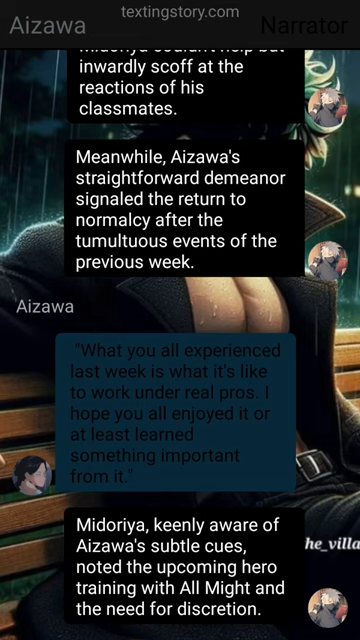 textingstory.com
Aizawa
Narrator
Midoriya couldn't help but
inwardly scoff at the
reactions of his
classmates.
Meanwhile, Aizawa's
straightforward demeanor
signaled the return to
normalcy after the
tumultuous events of the
previous week.
Aizawa
"What you all experienced
last week is what it's like
to work under real pros. I
hope you all enjoyed it or
at least learned
something important
from it."
Midoriya, keenly aware of
Aizawa's subtle cues,
noted the upcoming hero
training with All Might and
the need for discretion.
he_villa